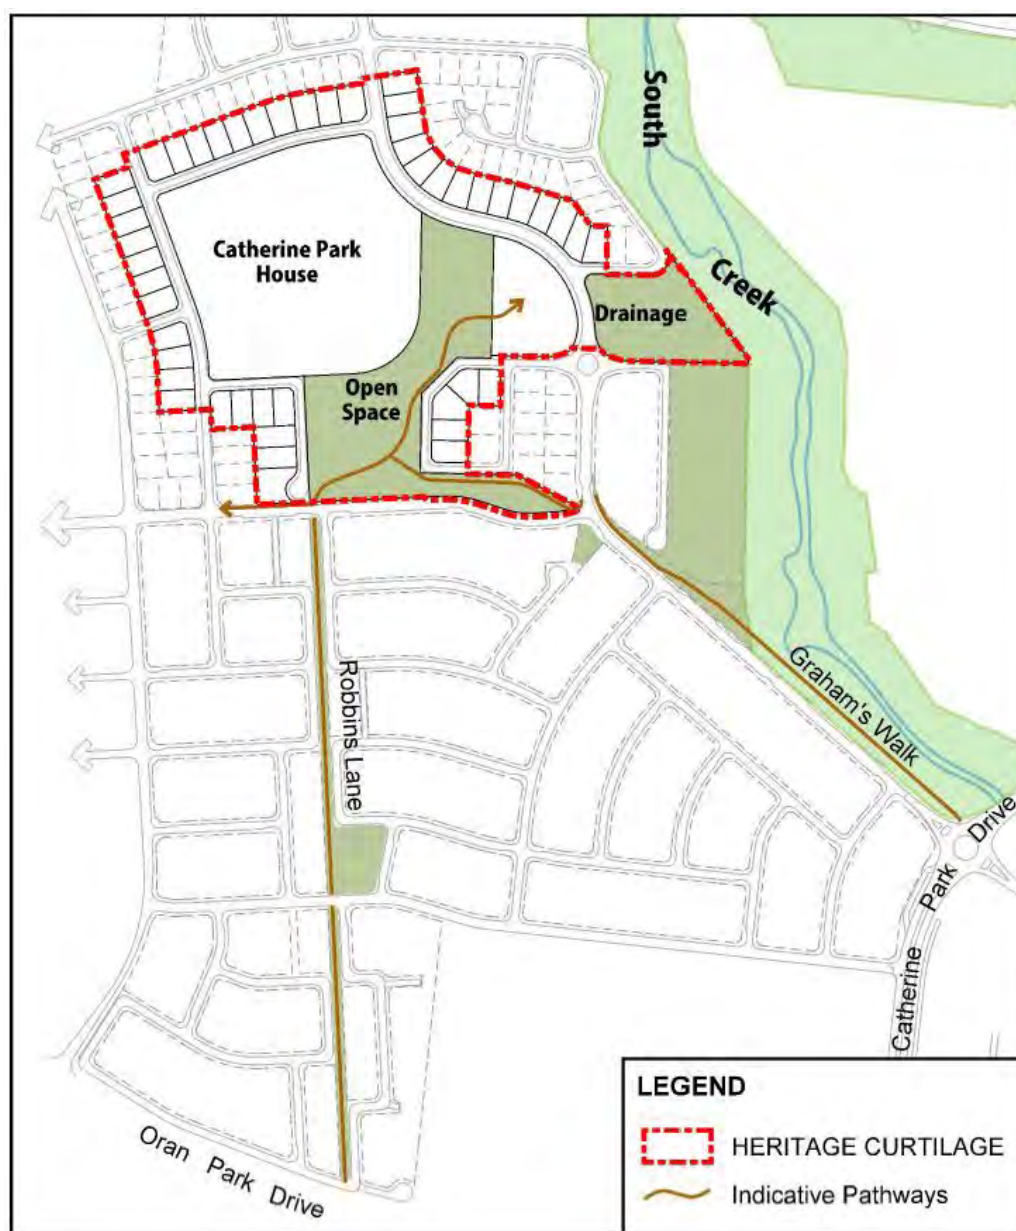 South
Creek
Catherine Park
House
Drainage
Open
Space
Robbins Lane
Graham's Walk
Catherine Park Drive
Oran Park Drive
LEGEND
HERITAGE CURTILAGE
Indicative Pathways